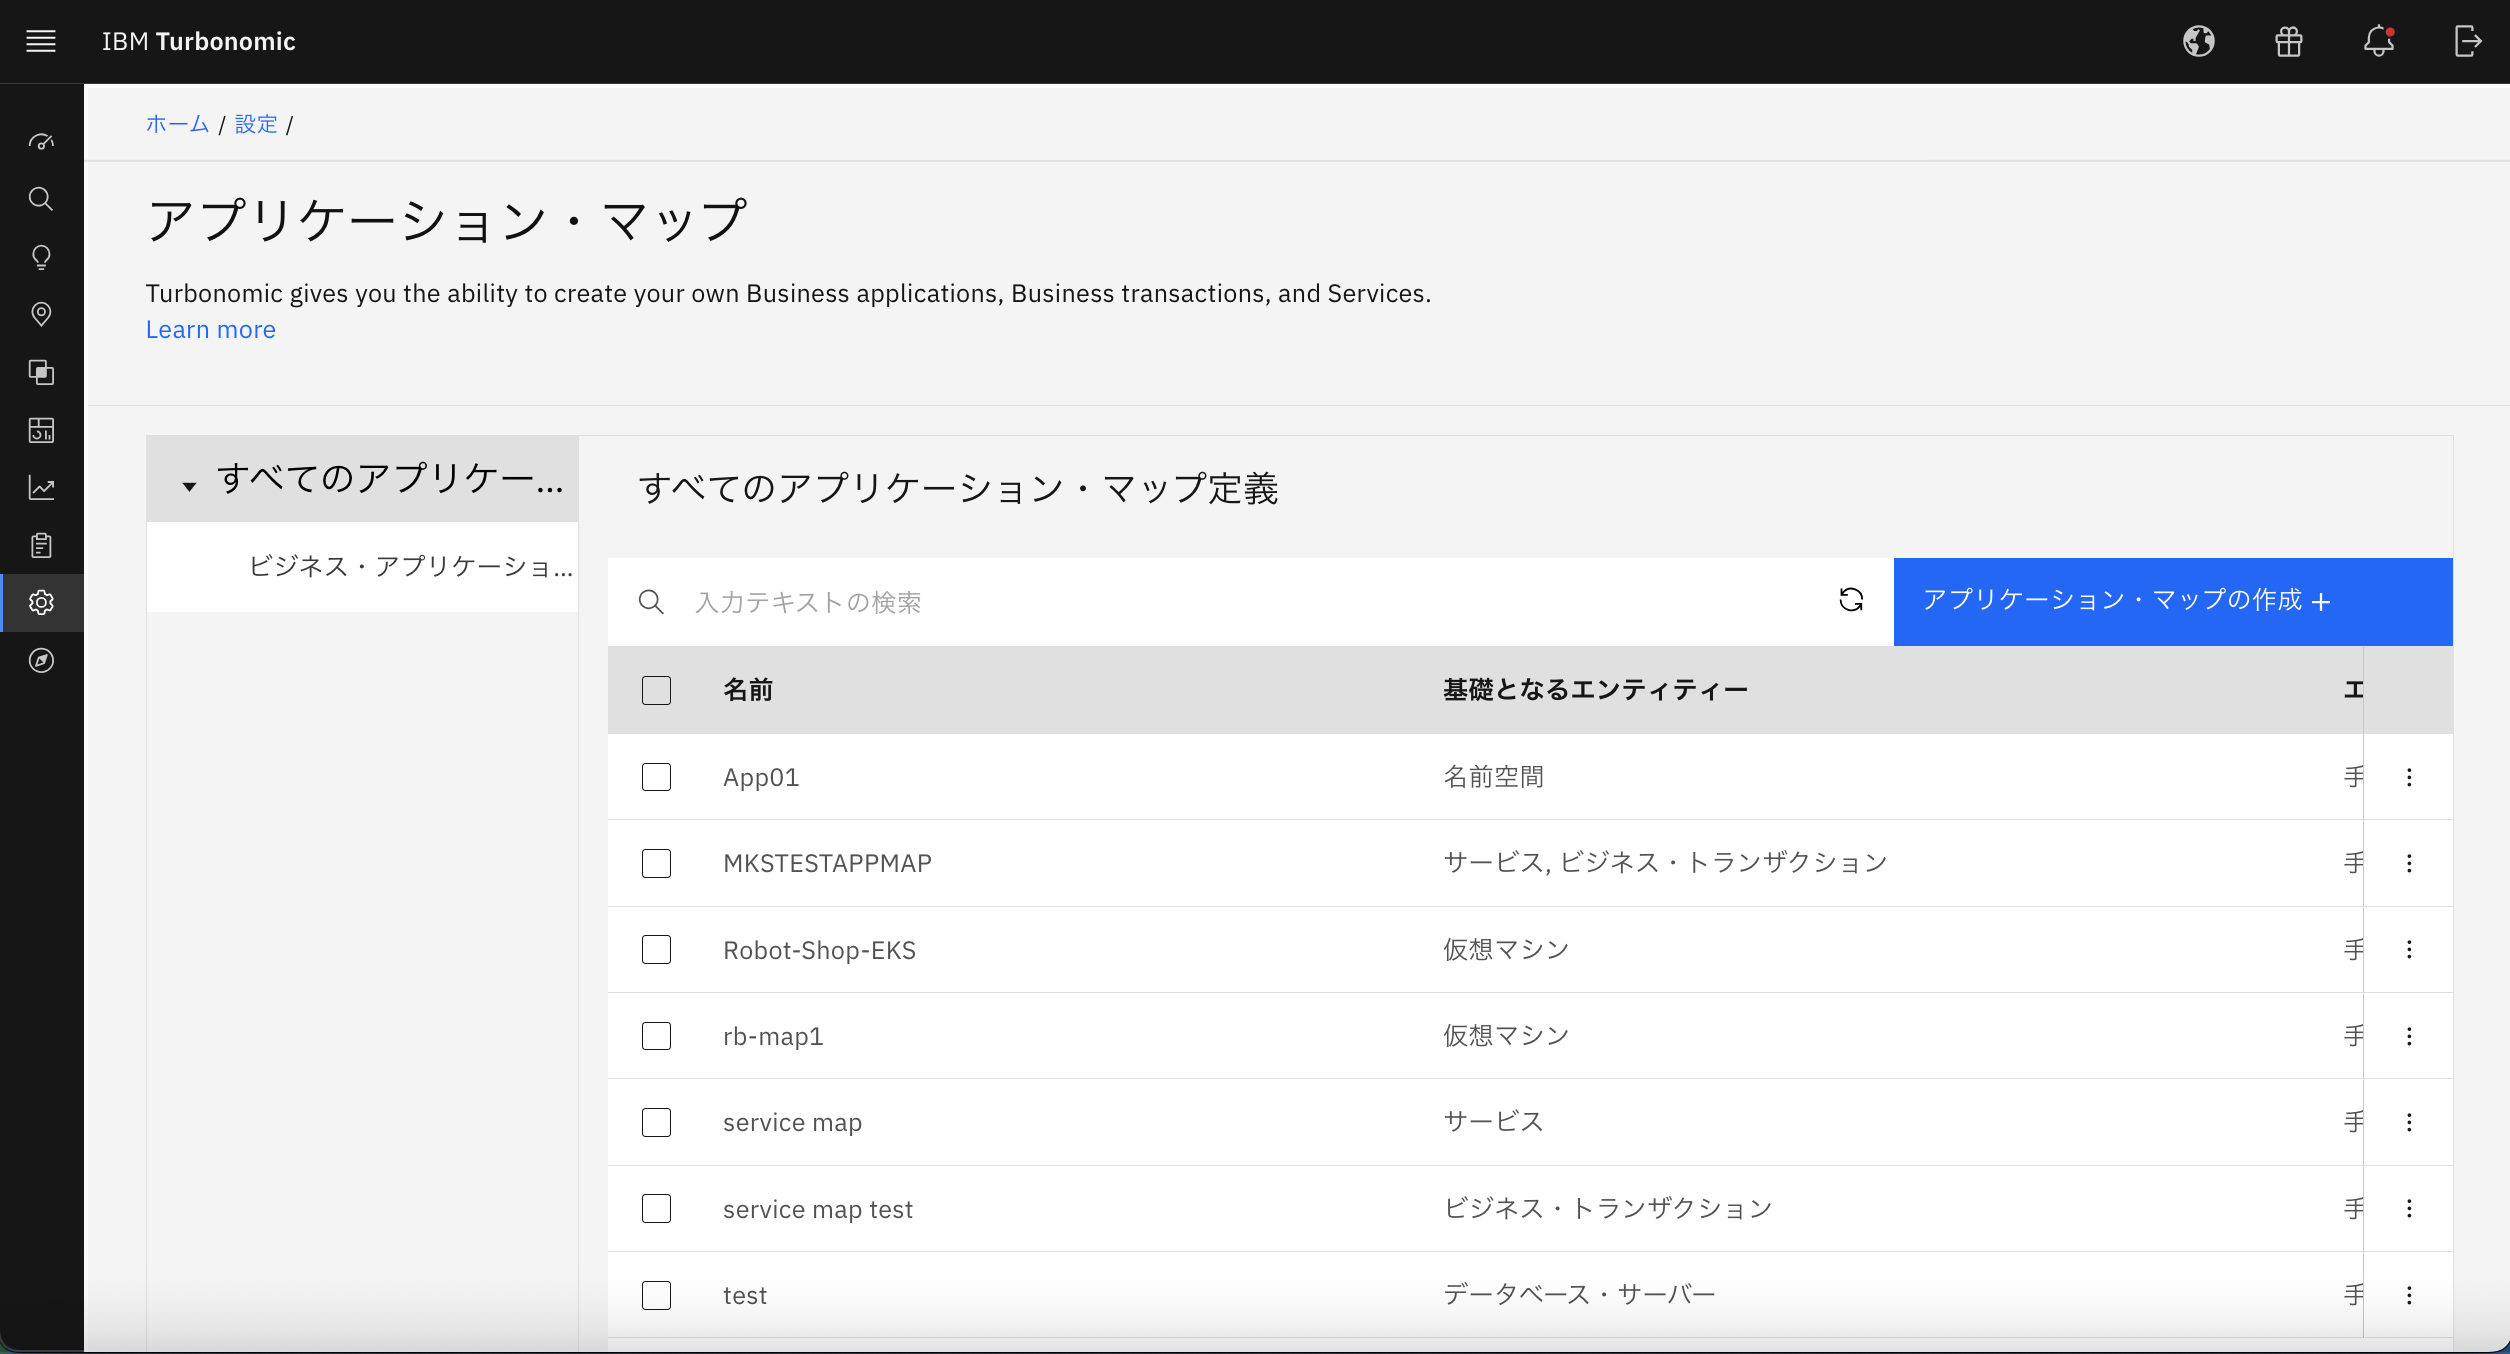 IBM Turbonomic
ホーム / 設定 /
アプリケーション・マップ
Turbonomic gives you the ability to create your own Business applications, Business transactions, and Services.
Learn more
すべてのアプリケー...
ビジネス・アプリケーショ...
すべてのアプリケーション・マップ定義
入力テキストの検索
アプリケーション・マップの作成 +
名前 基礎となるエンティティー エ
App01 名前空間 手
MKSTESTAPPMAP サービス, ビジネス・トランザクション 手
Robot-Shop-EKS 仮想マシン 手
rb-map1 仮想マシン 手
service map サービス 手
service map test ビジネス・トランザクション 手
test データベース・サーバー 手